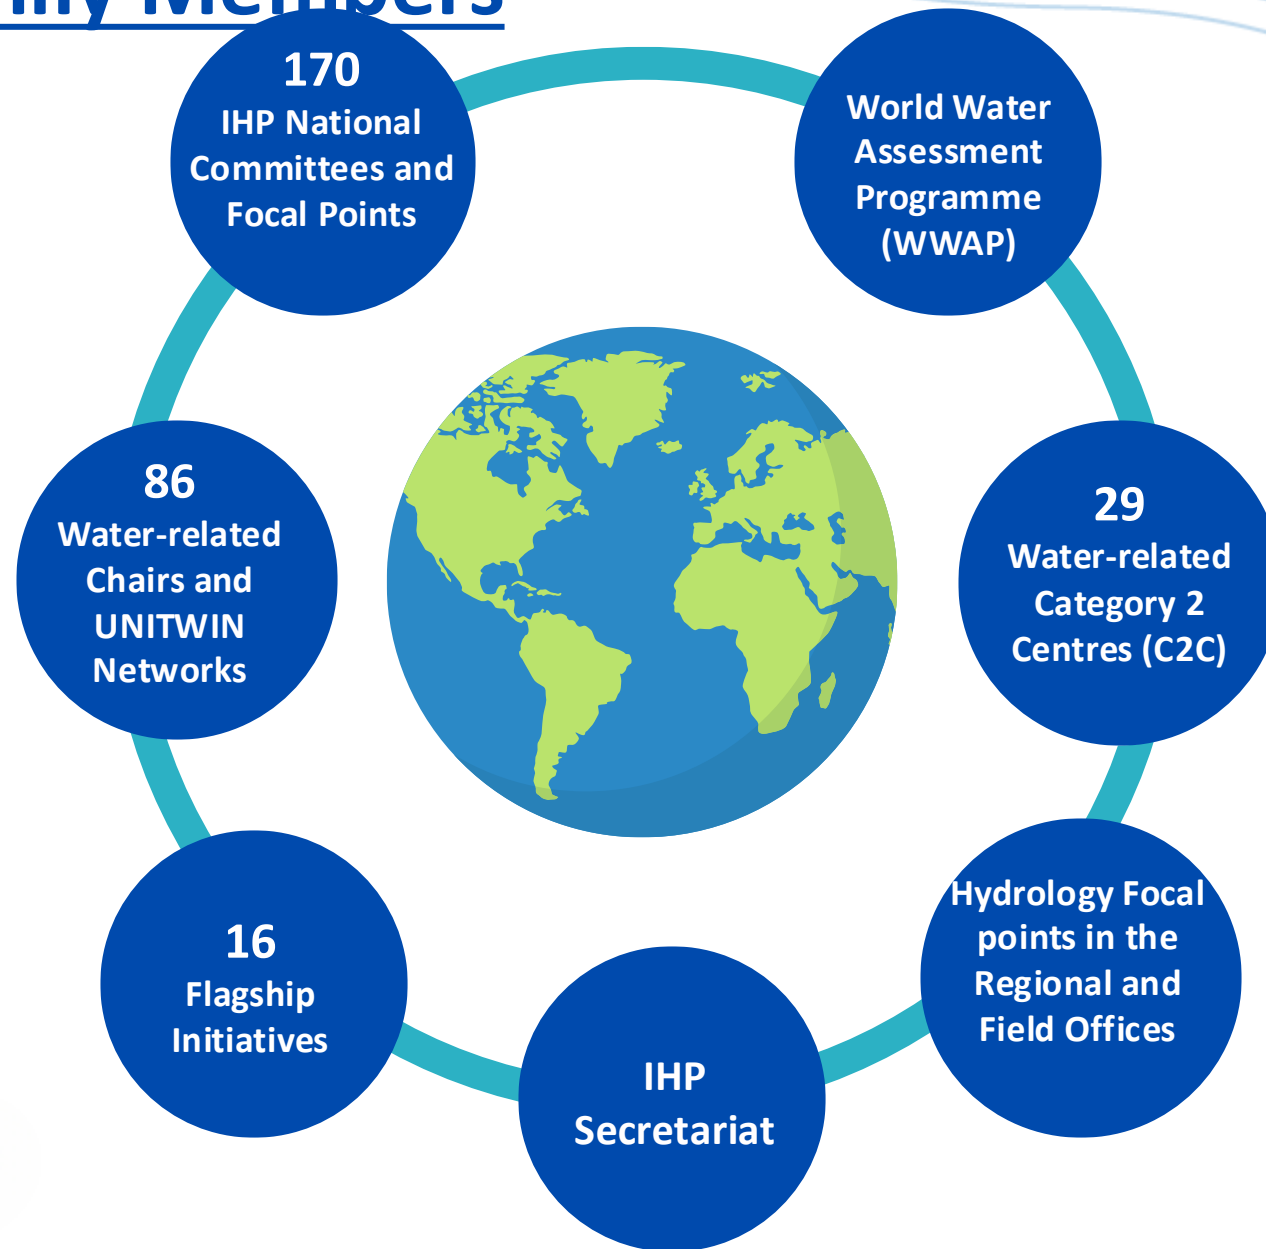 Members
170
IHP National
Committees and
Focal Points
World Water
Assessment
Programme
(WWAP)
86
Water-related
Chairs and
UNITWIN
Networks
29
Water-related
Category 2
Centres (C2C)
16
Flagship
Initiatives
IHP
Secretariat
Hydrology Focal
points in the
Regional and
Field Offices